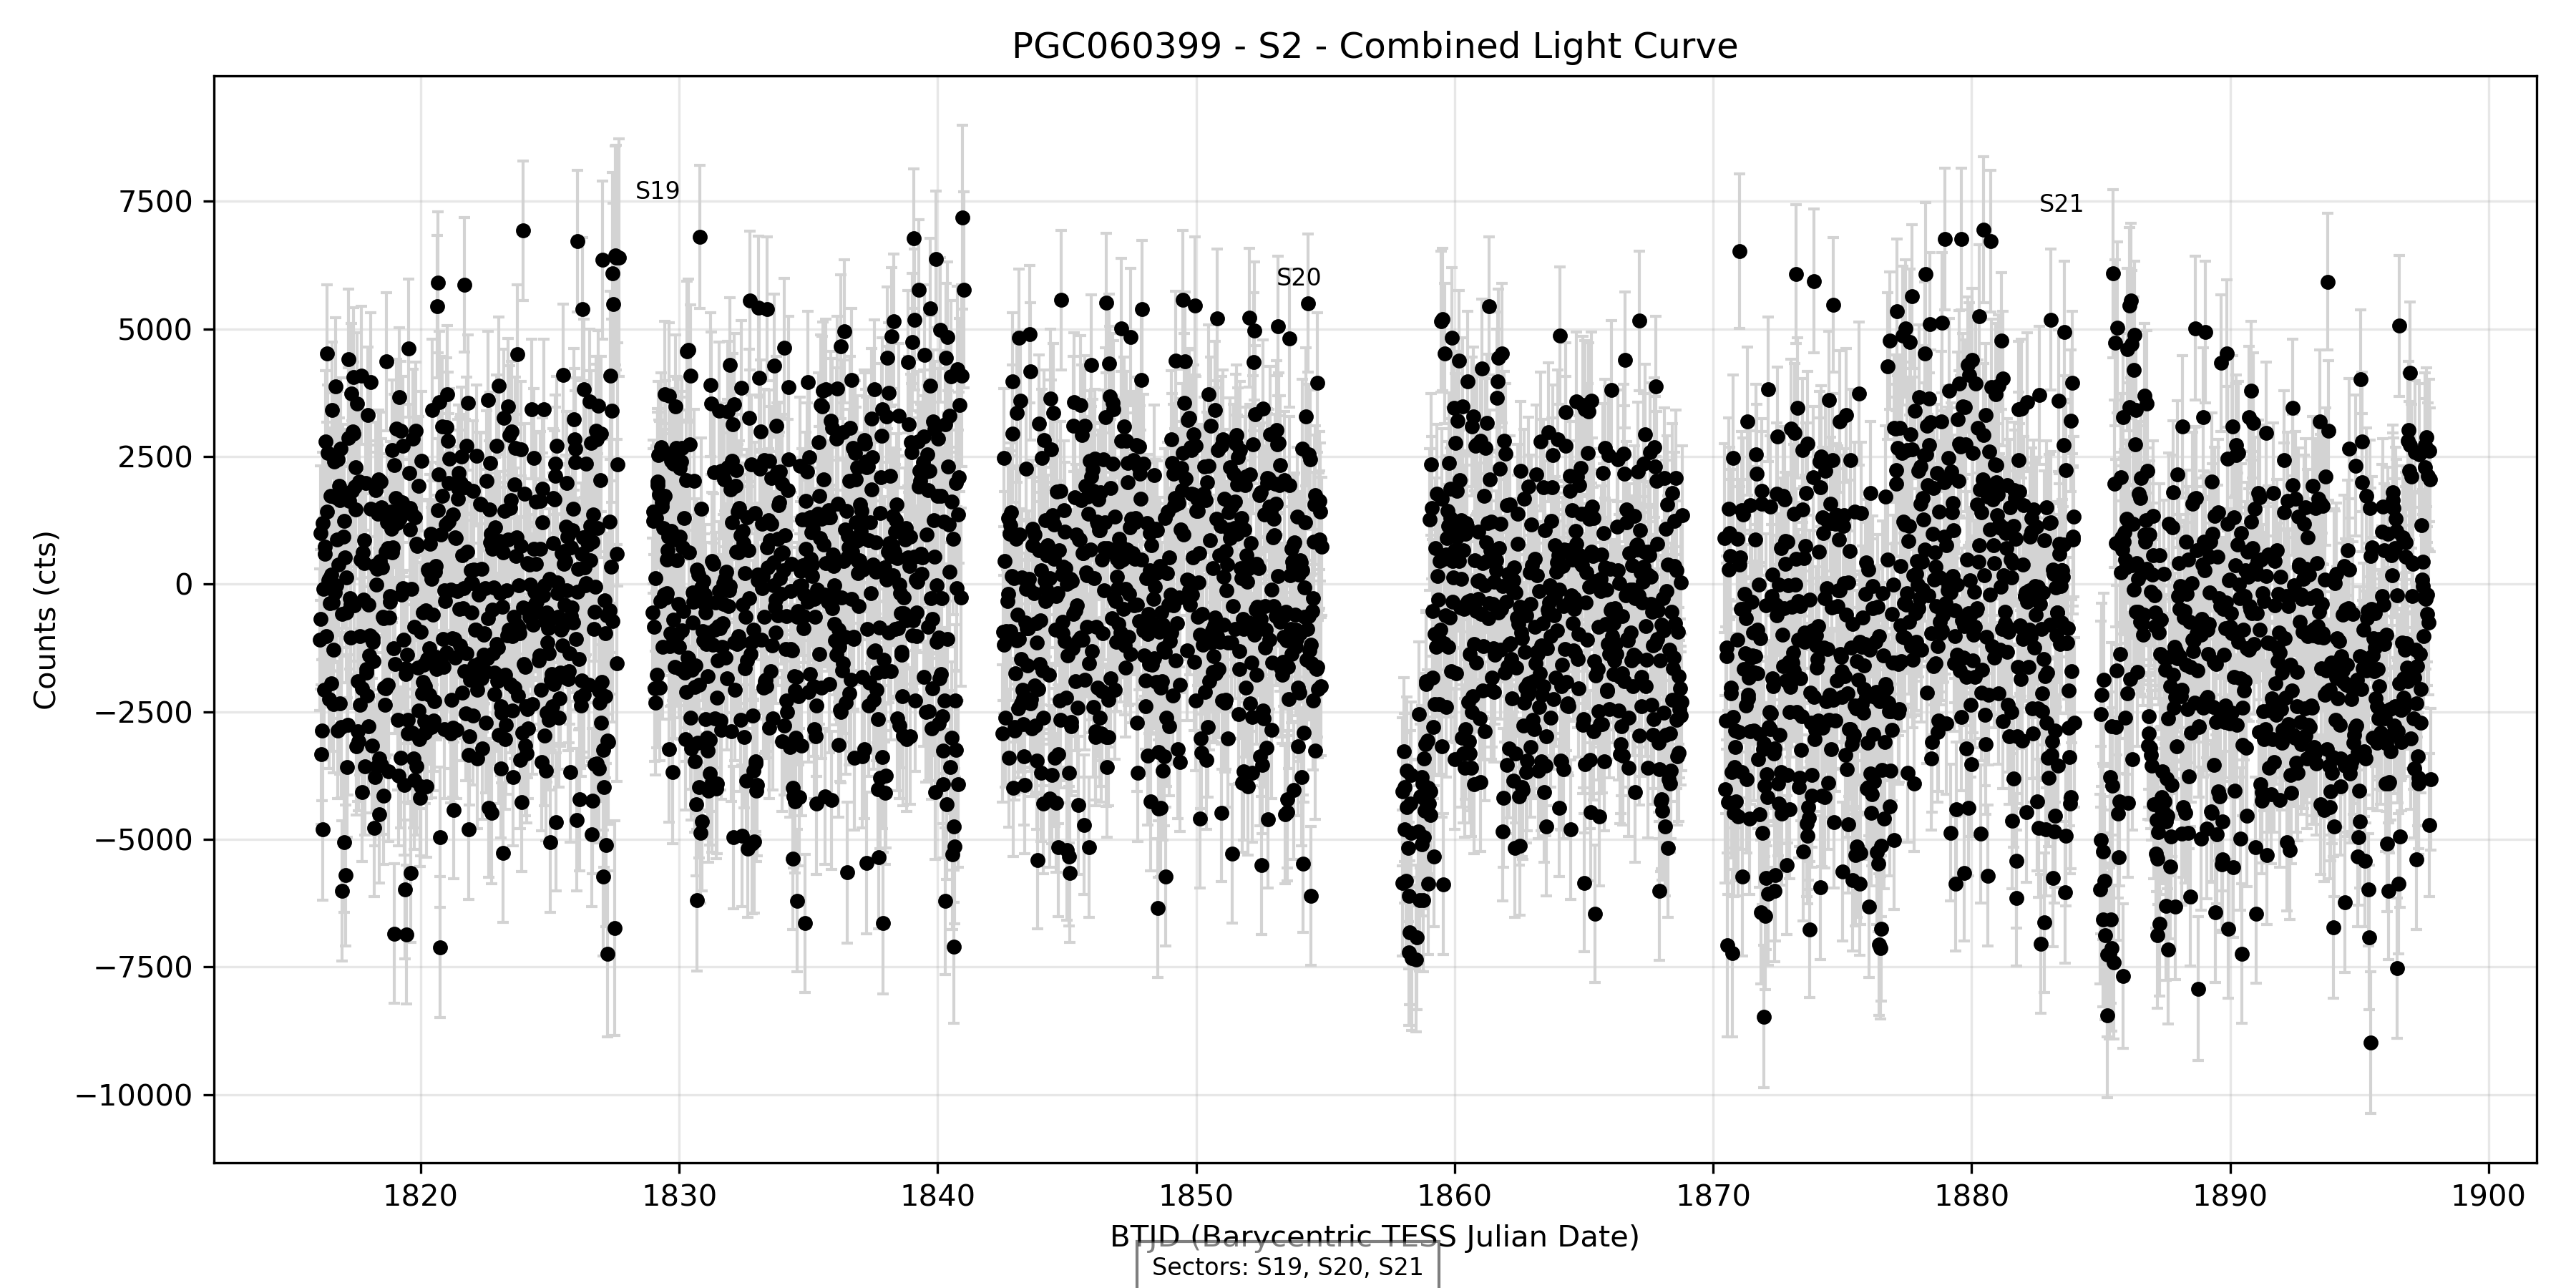 PGC060399 - S2 - Combined Light Curve
Counts (cts)
7500
5000
2500
0
−2500
−5000
−7500
−10000
S19
S20
S21
1820 1830 1840 1850 1860 1870 1880 1890 1900
BTJD (Barycentric TESS Julian Date)
Sectors: S19, S20, S21